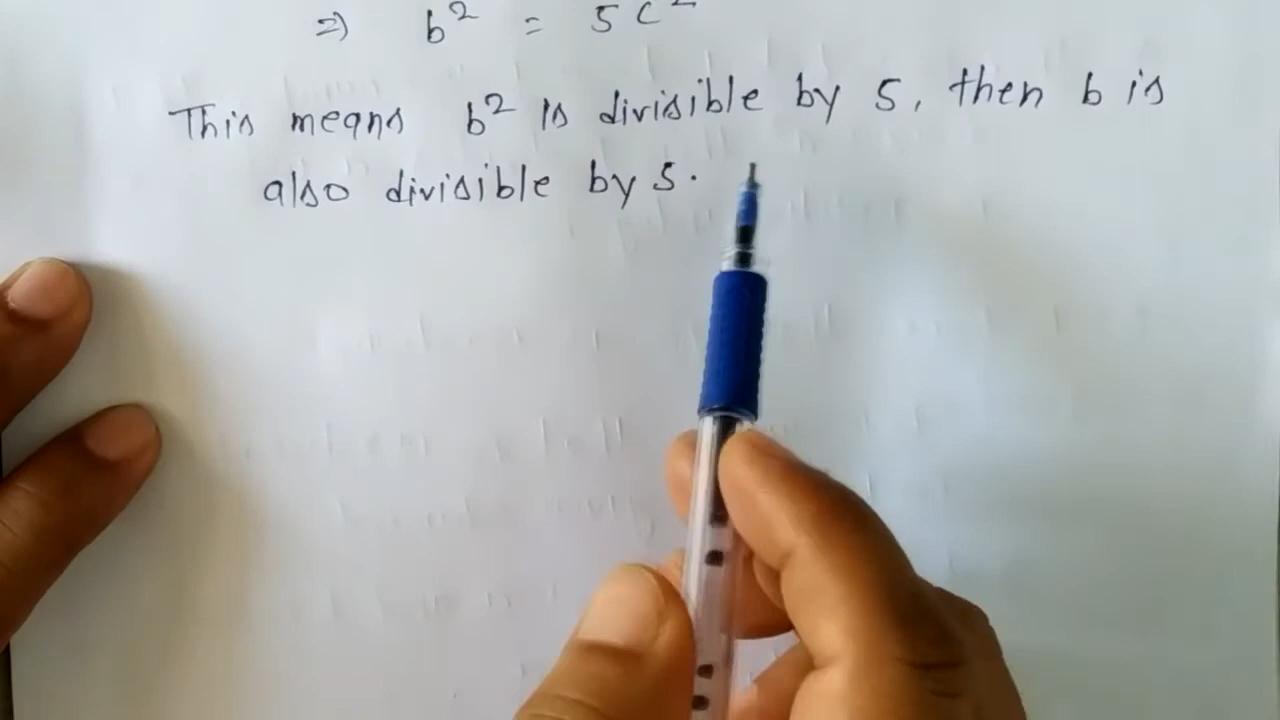 ⇒ b² = 5c²
This means b² is divisible by 5, then b is
also divisible by 5.